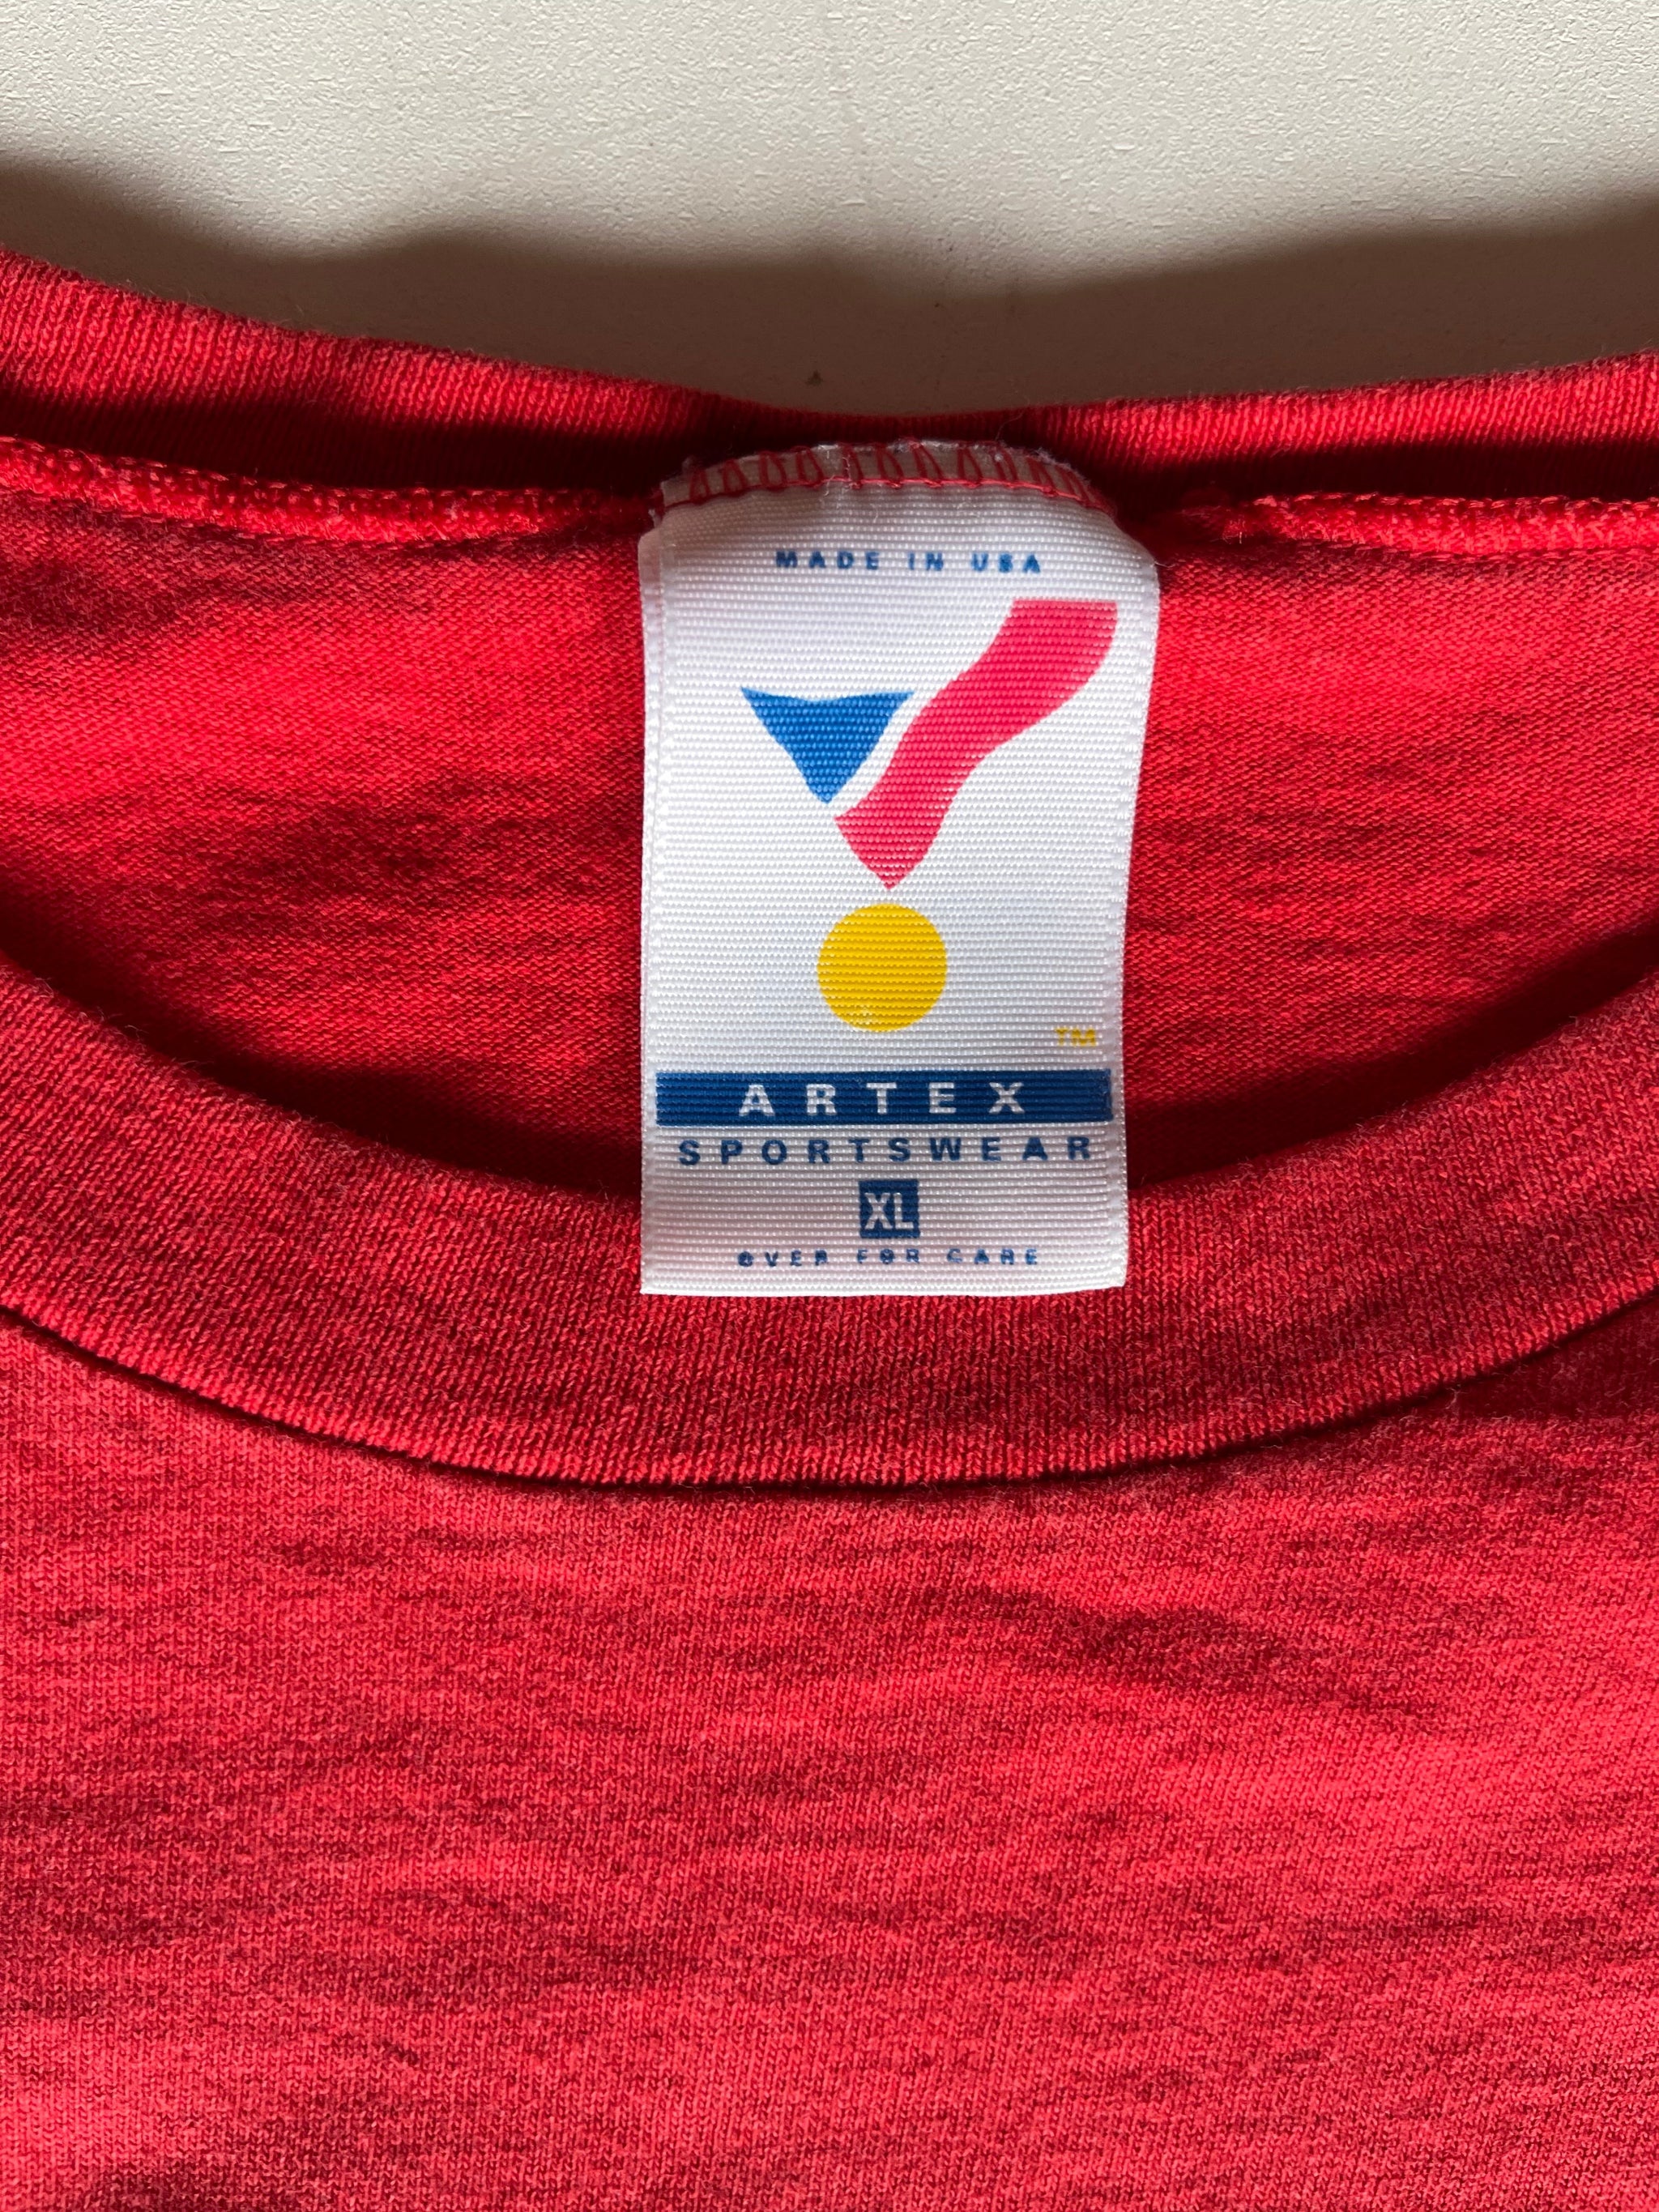 MADE IN USA
TM
ARTEX
SPORTSWEAR
XL
OVER FOR CARE